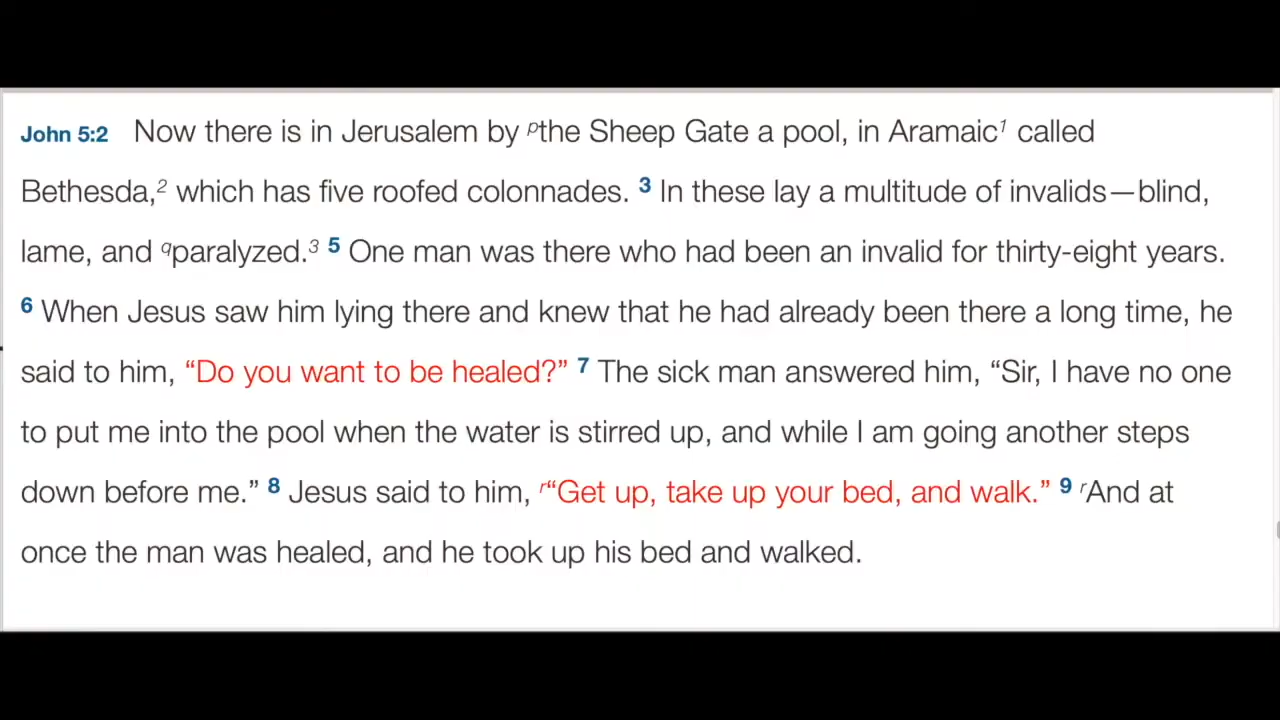 John 5:2 Now there is in Jerusalem by pthe Sheep Gate a pool, in Aramaic1 called
Bethesda,2 which has five roofed colonnades. 3 In these lay a multitude of invalids—blind,
lame, and qparalyzed.3 5 One man was there who had been an invalid for thirty-eight years.
6 When Jesus saw him lying there and knew that he had already been there a long time, he
said to him, “Do you want to be healed?” 7 The sick man answered him, “Sir, I have no one
to put me into the pool when the water is stirred up, and while I am going another steps
down before me.” 8 Jesus said to him, r“Get up, take up your bed, and walk.” 9 rAnd at
once the man was healed, and he took up his bed and walked.